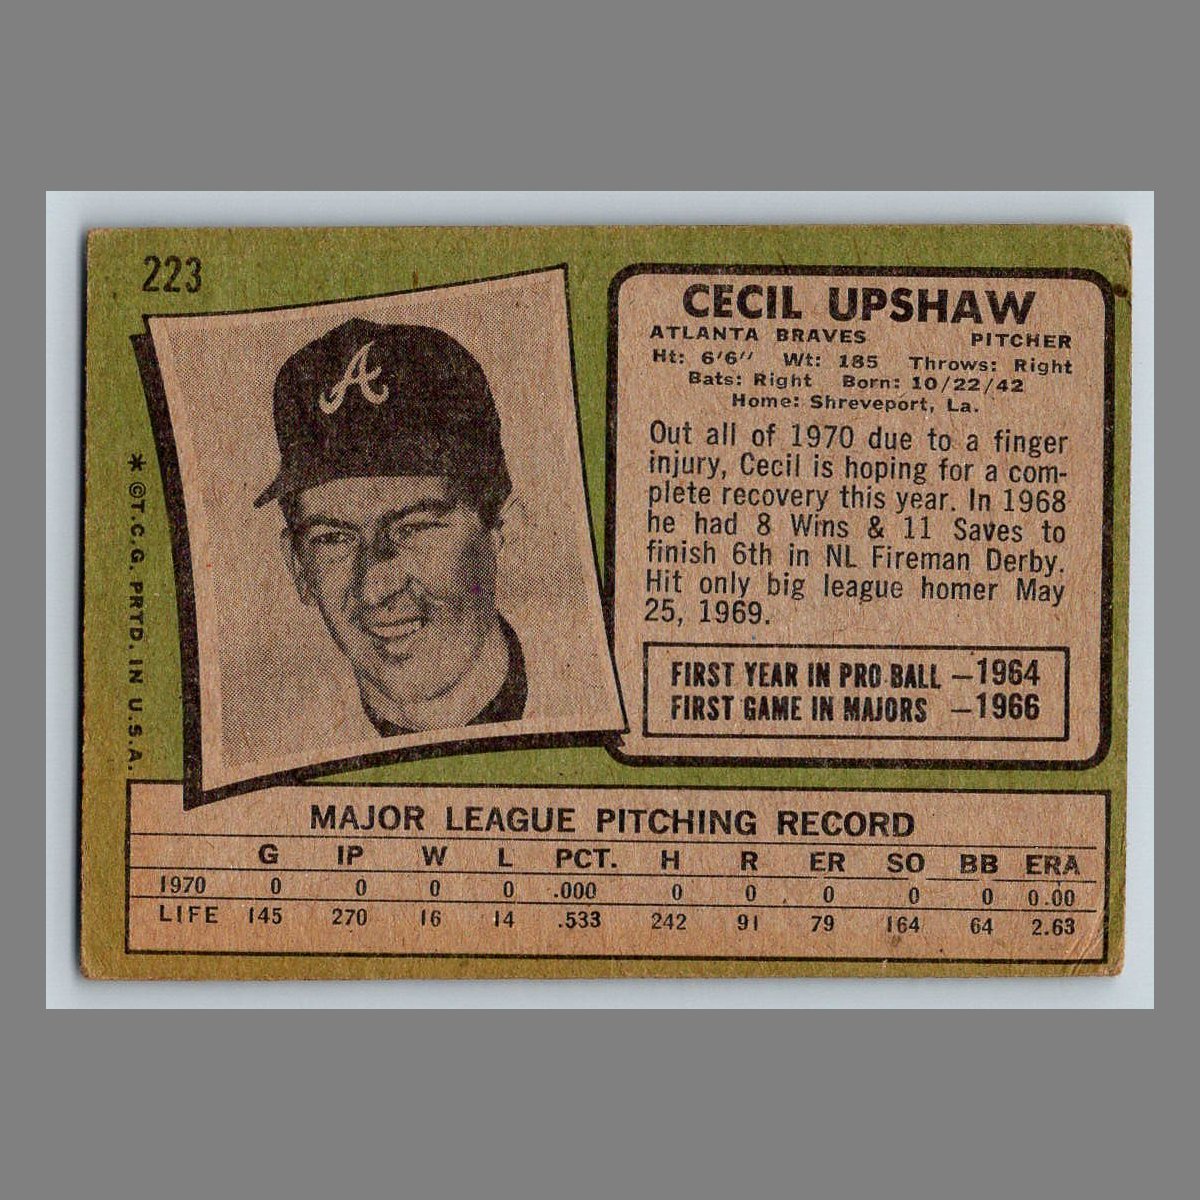 223
CECIL UPSHAW
ATLANTA BRAVES PITCHER
Ht: 6'6" Wt: 185 Throws: Right
Bats: Right Born: 10/22/42
Home: Shreveport, La.
Out all of 1970 due to a finger
injury, Cecil is hoping for a com-
plete recovery this year. In 1968
he had 8 Wins & 11 Saves to
finish 6th in NL Fireman Derby.
Hit only big league homer May
25, 1969.
FIRST YEAR IN PRO BALL —1964
FIRST GAME IN MAJORS —1966
A
* © T.C.G. PRTD. IN U.S.A.
MAJOR LEAGUE PITCHING RECORD
G IP W L PCT. H R ER SO BB ERA
1970 0 0 0 0 .000 0 0 0 0 0 0.00
LIFE 145 270 16 14 .533 242 91 79 164 64 2.63